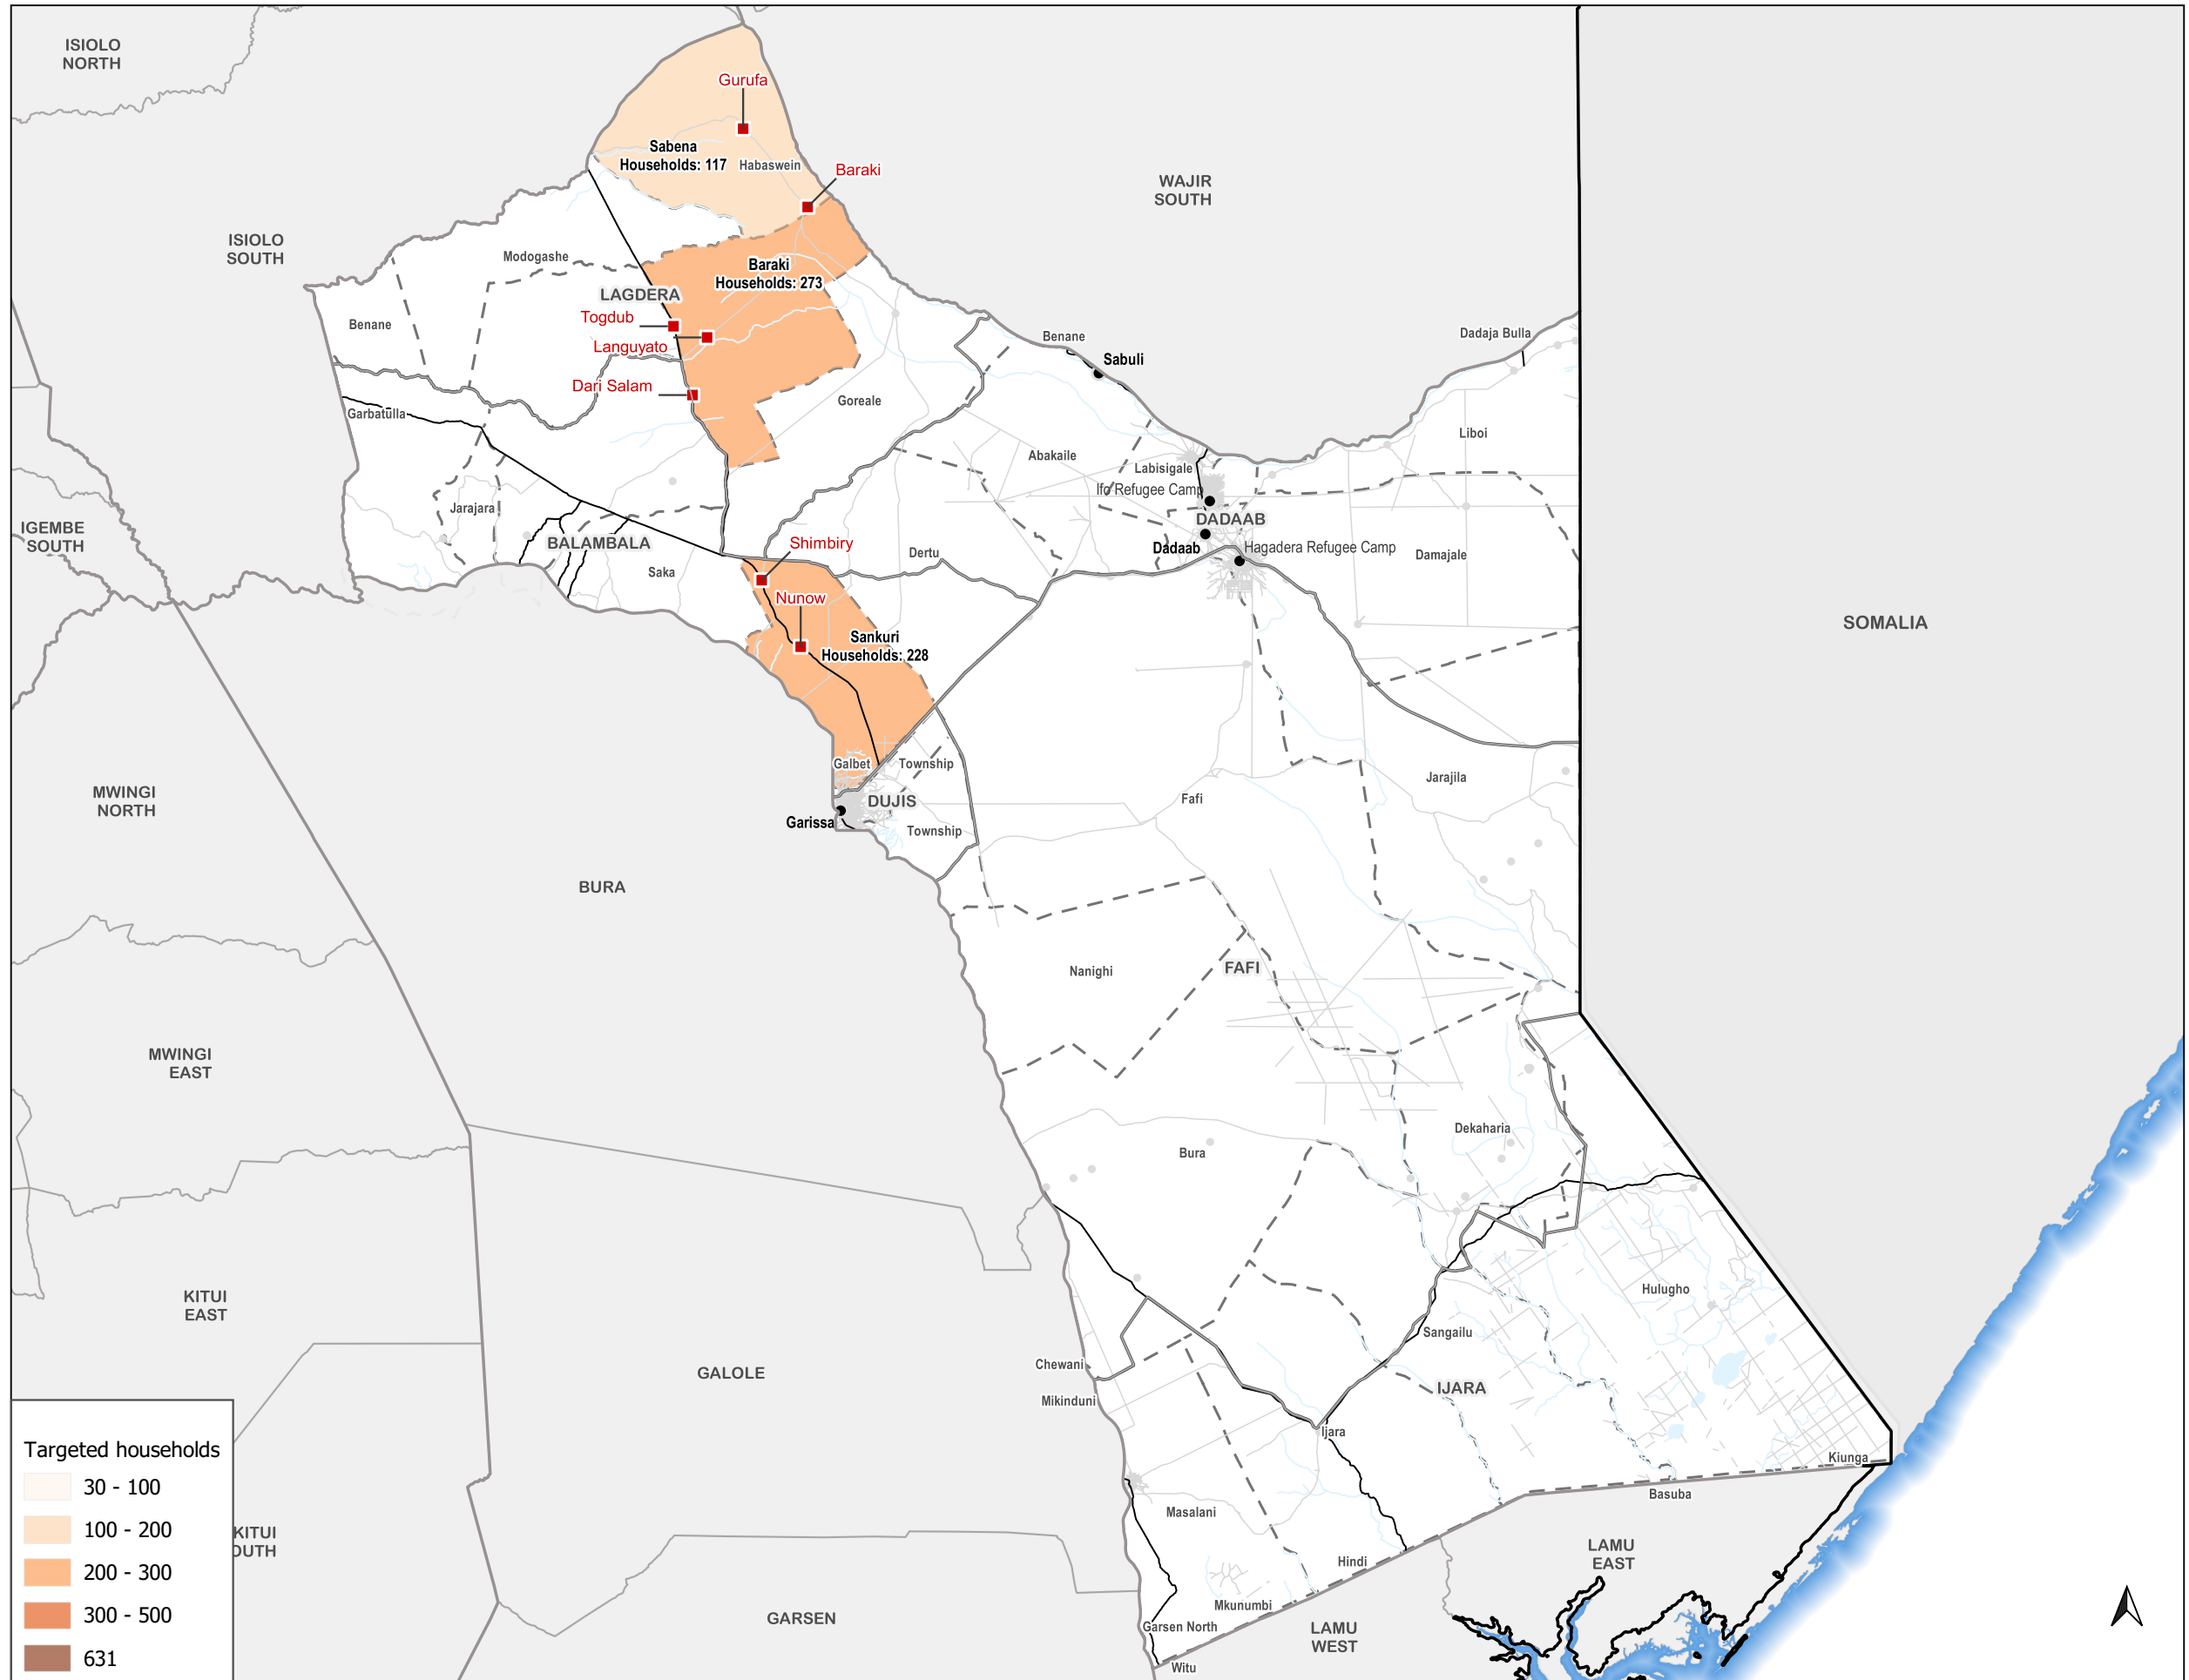 ISIOLO
NORTH
Gurufa
Sabena
Households: 117
Habaswein
Baraki
WAJIR
SOUTH
ISIOLO
SOUTH
Modogashe
Baraki
Households: 273
LAGDERA
Togdub
Languyato
Benane
Benane
Sabuli
Dadaja Bulla
Dari Salam
Goreale
Garbatulla
Liboi
Abakaile
Labisigale
Ifo Refugee Camp
Jarajara
DADAAB
IGEMBE
SOUTH
BALAMBALA
Shimbiry
Dertu
Dadaab
Hagadera Refugee Camp
Damajale
Saka
Nunow
SOMALIA
Sankuri
Households: 228
Galbet
Township
Jarajila
MWINGI
NORTH
DUJIS
Fafi
Garissa
Township
BURA
Nanighi
FAFI
MWINGI
EAST
Dekaharia
Bura
KITUI
EAST
Hulugho
Sangailu
Chewani
GALOLE
IJARA
Mikinduni
Ijara
Kiunga
Basuba
Masalani
KITUI
OUTH
LAMU
EAST
Hindi
Mkunumbi
GARSEN
Garsen North
LAMU
WEST
Witu
Targeted households
30 - 100
100 - 200
200 - 300
300 - 500
631